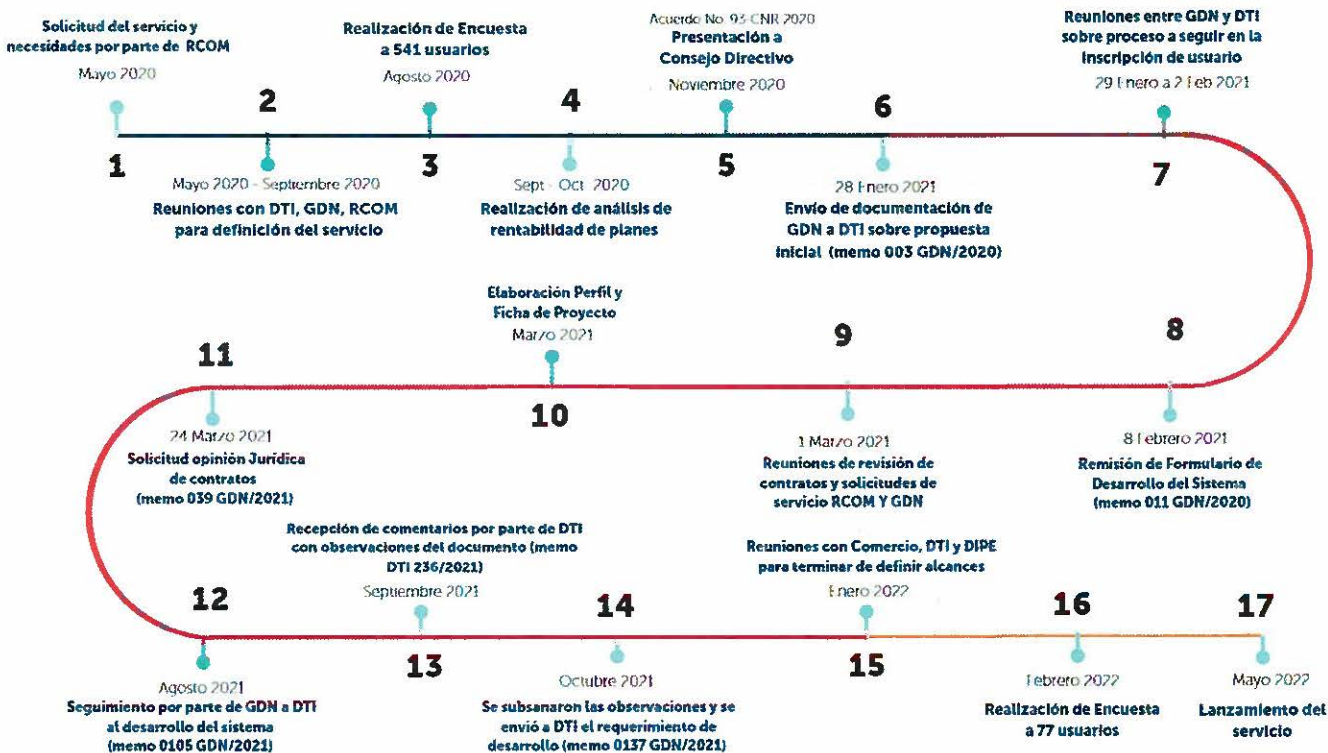 Solicitud del servicio y
necesidades por parte de RCOM
Mayo 2020
1
2
Mayo 2020 - Septiembre 2020
Reuniones con DTI, GDN, RCOM
para definición del servicio
Realización de Encuesta
a 541 usuarios
Agosto 2020
3
4
Sept - Oct 2020
Realización de análisis de
rentabilidad de planes
Acuerdo No. 93-CNR 2020
Presentación a
Consejo Directivo
Noviembre 2020
5
6
28 Enero 2021
Envío de documentación de
GDN a DTI sobre propuesta
inicial (memo 003 GDN/2020)
Reuniones entre GDN y DTI
sobre proceso a seguir en la
inscripción de usuario
29 Enero a 2 Feb 2021
7
8
8 Febrero 2021
Remisión de Formulario de
Desarrollo del Sistema
(memo 011 GDN/2020)
9
1 Marzo 2021
Reuniones de revisión de
contratos y solicitudes de
servicio RCOM Y GDN
Elaboración Perfil y
Ficha de Proyecto
Marzo 2021
10
11
24 Marzo 2021
Solicitud opinión Jurídica
de contratos
(memo 039 GDN/2021)
12
Agosto 2021
Seguimiento por parte de GDN a DTI
al desarrollo del sistema
(memo 0105 GDN/2021)
Recepción de comentarios por parte de DTI
con observaciones del documento (memo
DTI 236/2021)
Septiembre 2021
13
14
Octubre 2021
Se subsanaron las observaciones y se
envió a DTI el requerimiento de
desarrollo (memo 0137 GDN/2021)
Reuniones con Comercio, DTI y DIPE
para terminar de definir alcances
Enero 2022
15
16
Febrero 2022
Realización de Encuesta
a 77 usuarios
17
Mayo 2022
Lanzamiento del
servicio